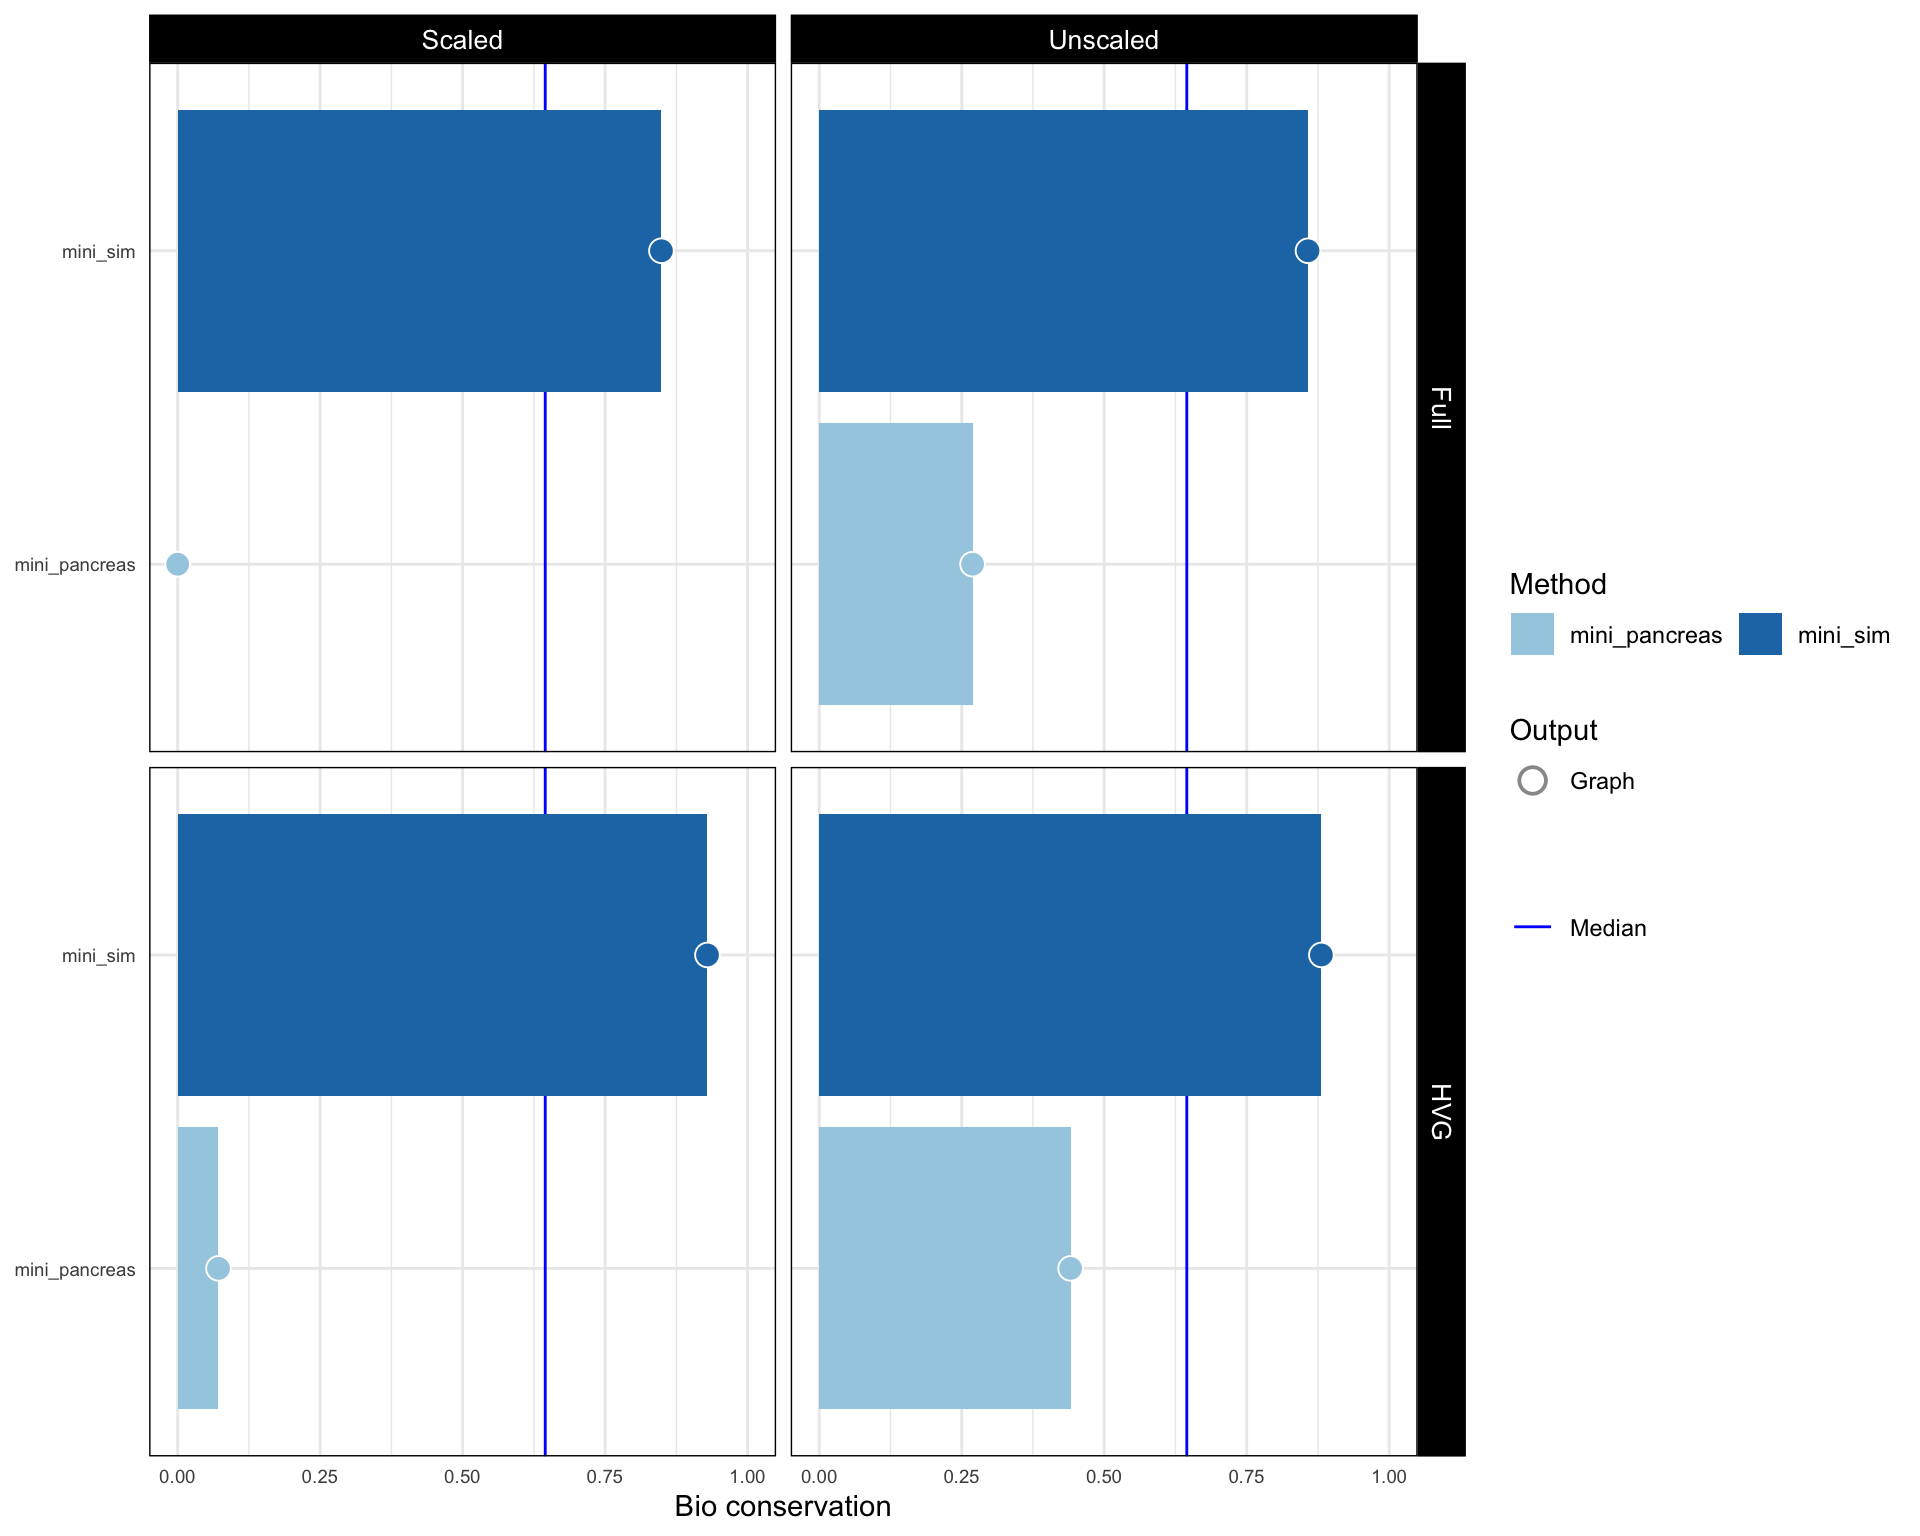 Scaled
Unscaled
Full
mini_sim
mini_pancreas
HVG
mini_sim
mini_pancreas
0.00 0.25 0.50 0.75 1.00
0.00 0.25 0.50 0.75 1.00
Bio conservation
Method
mini_pancreas mini_sim
Output
Graph
Median